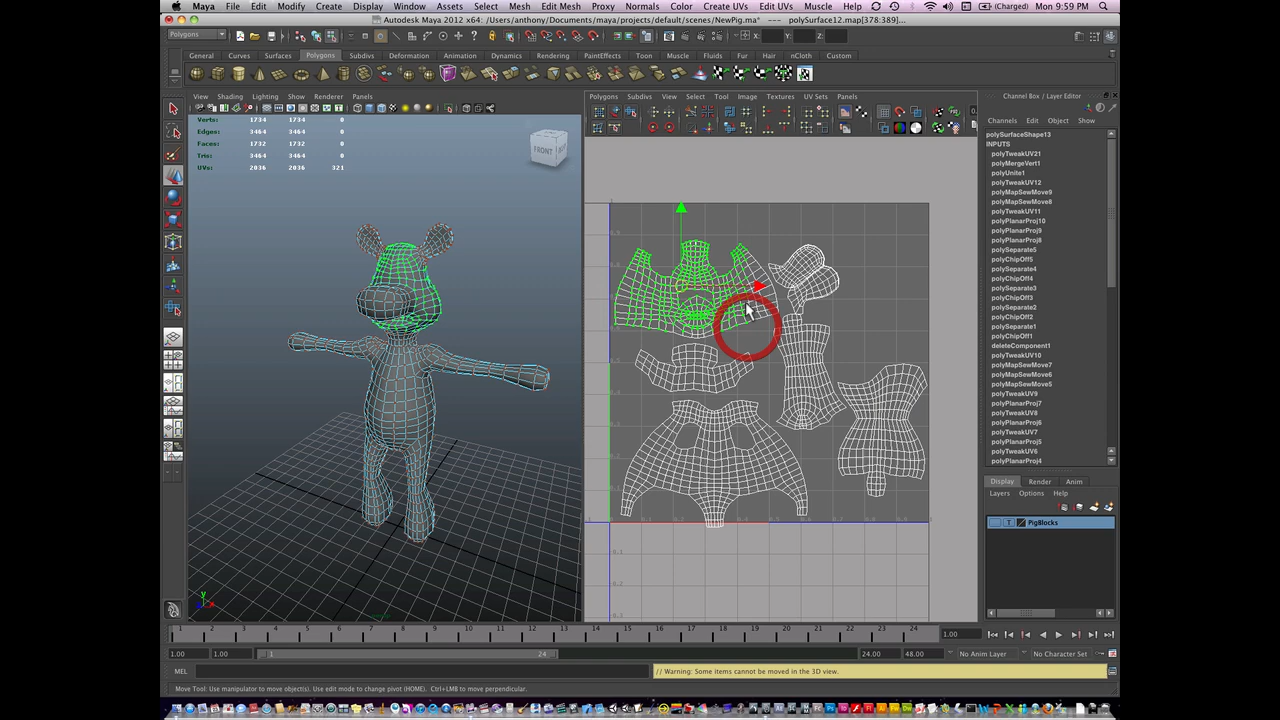 Maya File Edit Modify Create Display Window Assets Select Mesh Edit Mesh Proxy Normals Color Create UVs Edit UVs Muscle Help (Charged) Mon 9:59 PM
Autodesk Maya 2012 x64: /Users/anthony/Documents/maya/projects/default/scenes/NewPig.ma* --- polySurface12.map[378:389]...
Polygons X: Y: Z:
General Curves Surfaces Polygons Subdivs Deformation Animation Dynamics Rendering PaintEffects Toon Muscle Fluids Fur Hair nCloth Custom
View Shading Lighting Show Renderer Panels
Polygons Subdivs View Select Tool Image Textures UV Sets Panels
Channel Box / Layer Editor
Channels Edit Object Show
Verts: 1734 1734 0
Edges: 3464 3464 0
Faces: 1732 1732 0
Tris: 3464 3464 0
UVs: 2036 2036 321
FRONT
polySurfaceShape13
INPUTS
polyTweakUV21
polyMergeVert1
polyUnite1
polyTweakUV12
polyMapSewMove9
polyMapSewMove8
polyTweakUV11
polyPlanarProj10
polyPlanarProj9
polyPlanarProj8
polySeparate5
polyChipOff5
polySeparate4
polyChipOff4
polySeparate3
polyChipOff3
polySeparate2
polyChipOff2
polySeparate1
polyChipOff1
deleteComponent1
polyTweakUV10
polyMapSewMove7
polyMapSewMove6
polyMapSewMove5
polyTweakUV9
polyPlanarProj7
polyTweakUV8
polyPlanarProj6
polyTweakUV7
polyPlanarProj5
polyTweakUV6
polyPlanarProj4
Display Render Anim
Layers Options Help
T PigBlocks
y
1 2 3 4 5 6 7 8 9 10 11 12 13 14 15 16 17 18 19 20 21 22 23 24 1.00
1.00 1.00 1 24 24.00 48.00 No Anim Layer No Character Set
MEL // Warning: Some items cannot be moved in the 3D view.
Move Tool: Use manipulator to move object(s). Use edit mode to change pivot (HOME). Ctrl+LMB to move perpendicular.